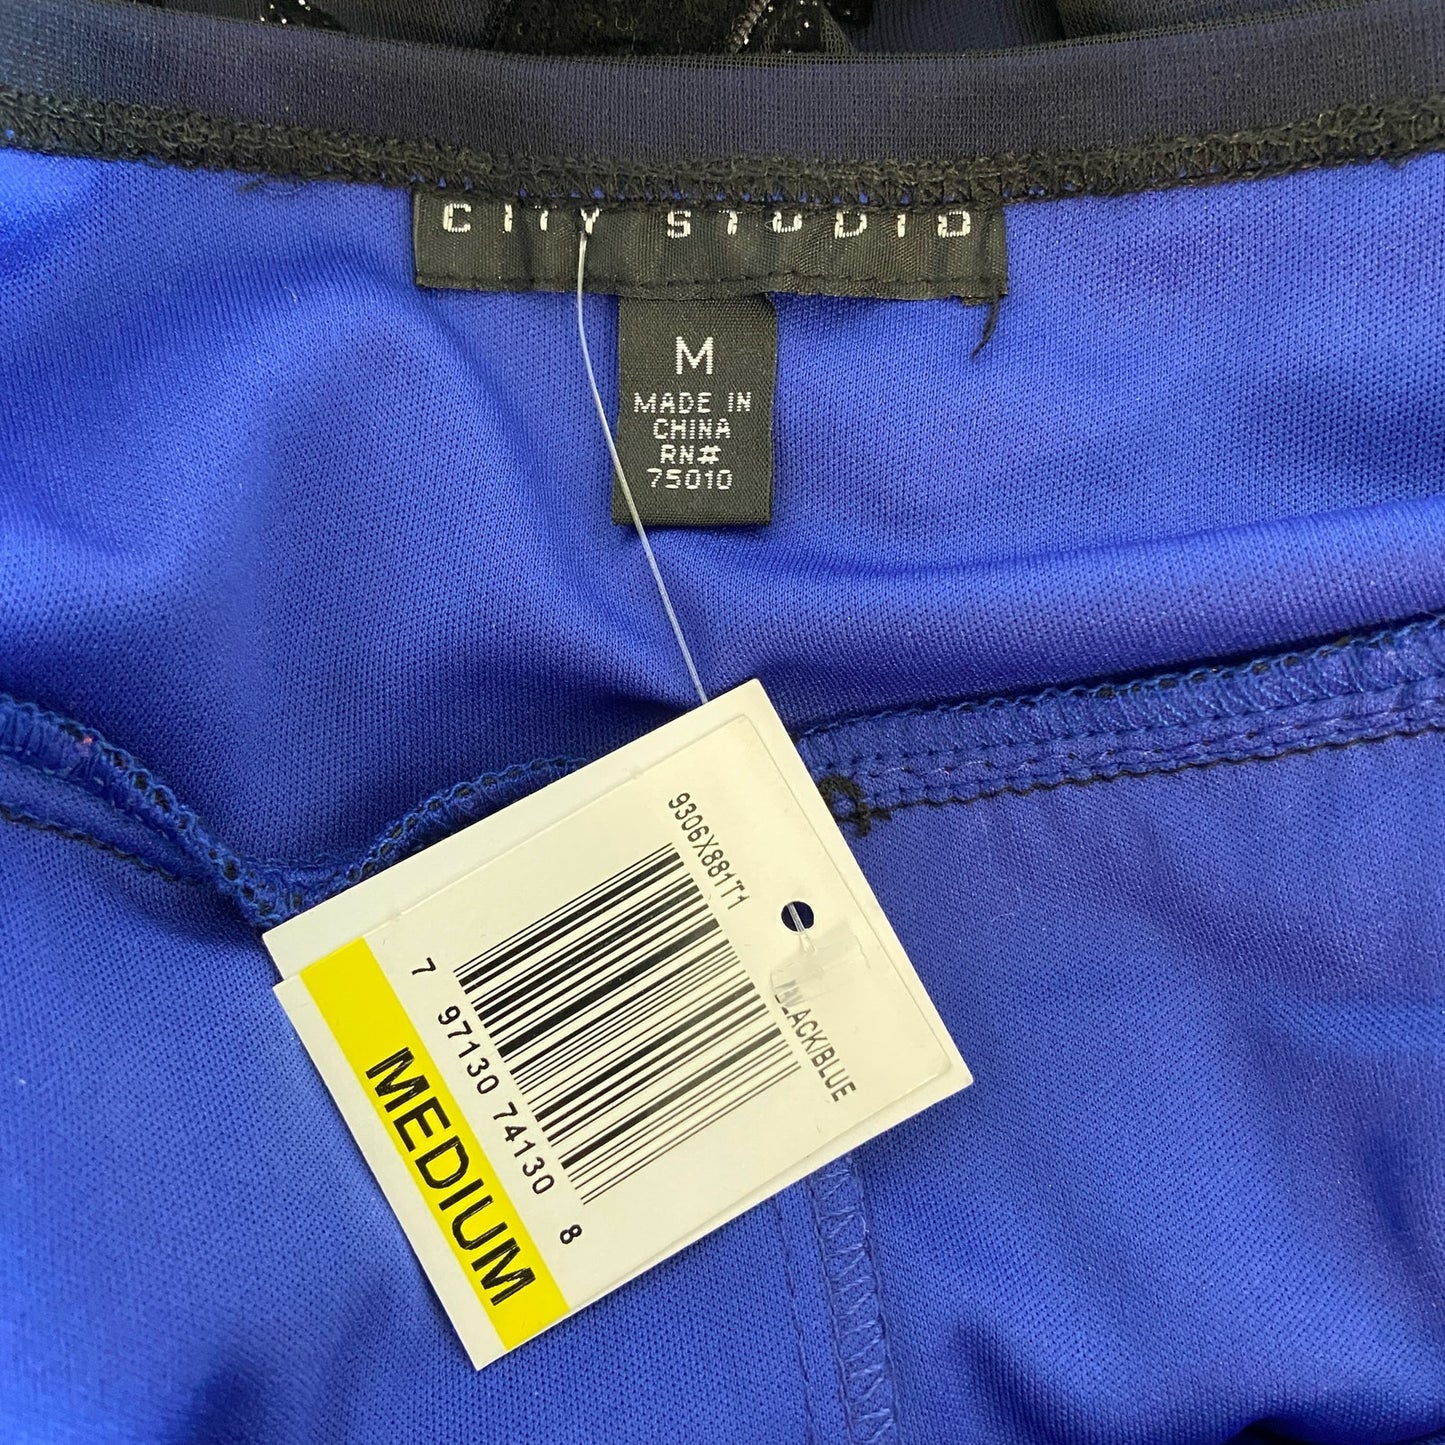 CITY STUDIO
M
MADE IN
CHINA
RN#
75010
9306X881T1
BLACK/BLUE
7 97130 74130 8
MEDIUM